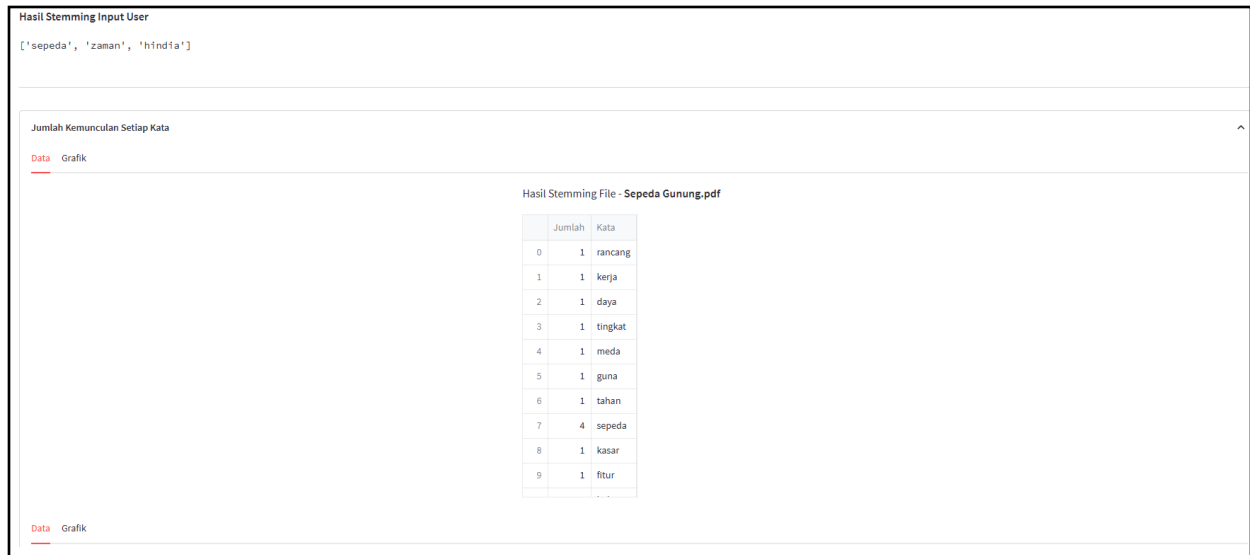 Hasil Stemming Input User
['sepeda', 'zaman', 'hindia']
Jumlah Kemunculan Setiap Kata
Data Grafik
Hasil Stemming File - Sepeda Gunung.pdf
Jumlah Kata
0 1 rancang
1 1 kerja
2 1 daya
3 1 tingkat
4 1 meda
5 1 guna
6 1 tahan
7 4 sepeda
8 1 kasar
9 1 fitur
Data Grafik